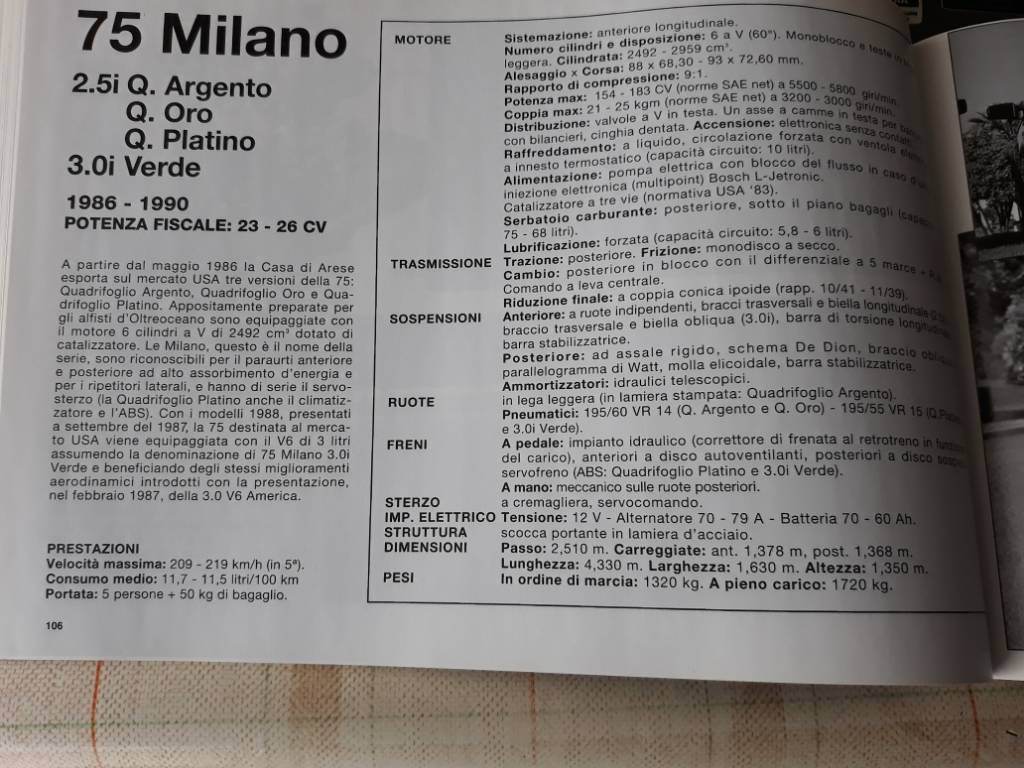 75 Milano
2.5i Q. Argento
Q. Oro
Q. Platino
3.0i Verde
1986 - 1990
POTENZA FISCALE: 23 - 26 CV
A partire dal maggio 1986 la Casa di Arese
esporta sul mercato USA tre versioni della 75:
Quadrifoglio Argento, Quadrifoglio Oro e Qua-
drifoglio Platino. Appositamente preparate per
gli alfisti d'Oltreoceano sono equipaggiate con
il motore 6 cilindri a V di 2492 cm³ dotato di
catalizzatore. Le Milano, questo è il nome della
serie, sono riconoscibili per il paraurti anteriore
e posteriore ad alto assorbimento d'energia e
per i ripetitori laterali, e hanno di serie il servo-
sterzo (la Quadrifoglio Platino anche il climatiz-
zatore e l'ABS). Con i modelli 1988, presentati
a settembre del 1987, la 75 destinata al merca-
to USA viene equipaggiata con il V6 di 3 litri
assumendo la denominazione di 75 Milano 3.0i
Verde e beneficiando degli stessi miglioramenti
aerodinamici introdotti con la presentazione,
nel febbraio 1987, della 3.0 V6 America.
PRESTAZIONI
Velocità massima: 209 - 219 km/h (in 5ª).
Consumo medio: 11,7 - 11,5 litri/100 km
Portata: 5 persone + 50 kg di bagaglio.
106
MOTORE Sistemazione: anteriore longitudinale.
Numero cilindri e disposizione: 6 a V (60°). Monoblocco e teste in
leggera. Cilindrata: 2492 - 2959 cm³.
Alesaggio x Corsa: 88 x 68,30 - 93 x 72,60 mm.
Rapporto di compressione: 9:1.
Potenza max: 154 - 183 CV (norme SAE net) a 5500 - 5800 giri/min.
Coppia max: 21 - 25 kgm (norme SAE net) a 3200 - 3000 giri/min.
Distribuzione: valvole a V in testa. Un asse a camme in testa per
con bilancieri, cinghia dentata. Accensione: elettronica senza
Raffreddamento: a liquido, circolazione forzata con ventola
a innesto termostatico (capacità circuito: 10 litri).
Alimentazione: pompa elettrica con blocco del flusso in caso
iniezione elettronica (multipoint) Bosch L-Jetronic.
Catalizzatore a tre vie (normativa USA '83).
Serbatoio carburante: posteriore, sotto il piano bagagli
75 - 68 litri).
Lubrificazione: forzata (capacità circuito: 5,8 - 6 litri).
TRASMISSIONE Trazione: posteriore. Frizione: monodisco a secco.
Cambio: posteriore in blocco con il differenziale a 5 marce +
Comando a leva centrale.
Riduzione finale: a coppia conica ipoide (rapp. 10/41 - 11/39).
SOSPENSIONI Anteriore: a ruote indipendenti, bracci trasversali e biella longitudinale
braccio trasversale e biella obliqua (3.0i), barra di torsione
barra stabilizzatrice.
Posteriore: ad assale rigido, schema De Dion, braccio
parallelogramma di Watt, molla elicoidale, barra stabilizzatrice.
Ammortizzatori: idraulici telescopici.
RUOTE in lega leggera (in lamiera stampata: Quadrifoglio Argento).
Pneumatici: 195/60 VR 14 (Q. Argento e Q. Oro) - 195/55 VR 15
e 3.0i Verde).
FRENI A pedale: impianto idraulico (correttore di frenata al retrotreno in
del carico), anteriori a disco autoventilanti, posteriori a disco
servofreno (ABS: Quadrifoglio Platino e 3.0i Verde).
A mano: meccanico sulle ruote posteriori.
STERZO a cremagliera, servocomando.
IMP. ELETTRICO Tensione: 12 V - Alternatore 70 - 79 A - Batteria 70 - 60 Ah.
STRUTTURA scocca portante in lamiera d'acciaio.
DIMENSIONI Passo: 2,510 m. Carreggiate: ant. 1,378 m, post. 1,368 m.
Lunghezza: 4,330 m. Larghezza: 1,630 m. Altezza: 1,350 m.
PESI In ordine di marcia: 1320 kg. A pieno carico: 1720 kg.